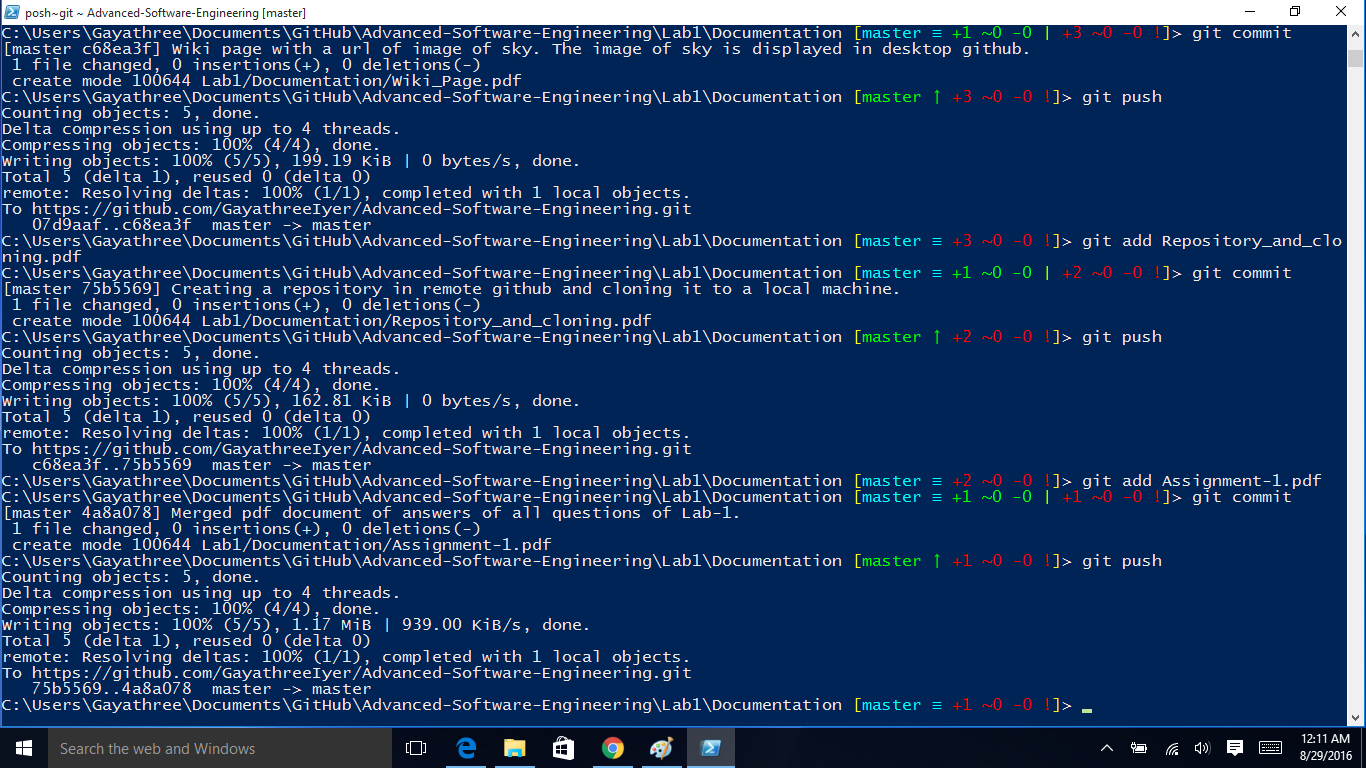 posh~git ~ Advanced-Software-Engineering [master]
C:\Users\Gayathree\Documents\GitHub\Advanced-Software-Engineering\Lab1\Documentation [master ≡ +1 ~0 -0 | +3 ~0 -0 !]> git commit
[master c68ea3f] Wiki page with a url of image of sky. The image of sky is displayed in desktop github.
 1 file changed, 0 insertions(+), 0 deletions(-)
 create mode 100644 Lab1/Documentation/Wiki_Page.pdf
C:\Users\Gayathree\Documents\GitHub\Advanced-Software-Engineering\Lab1\Documentation [master ↑ +3 ~0 -0 !]> git push
Counting objects: 5, done.
Delta compression using up to 4 threads.
Compressing objects: 100% (4/4), done.
Writing objects: 100% (5/5), 199.19 KiB | 0 bytes/s, done.
Total 5 (delta 1), reused 0 (delta 0)
remote: Resolving deltas: 100% (1/1), completed with 1 local objects.
To https://github.com/GayathreeIyer/Advanced-Software-Engineering.git
   07d9aaf..c68ea3f  master -> master
C:\Users\Gayathree\Documents\GitHub\Advanced-Software-Engineering\Lab1\Documentation [master ≡ +3 ~0 -0 !]> git add Repository_and_clo
ning.pdf
C:\Users\Gayathree\Documents\GitHub\Advanced-Software-Engineering\Lab1\Documentation [master ≡ +1 ~0 -0 | +2 ~0 -0 !]> git commit
[master 75b5569] Creating a repository in remote github and cloning it to a local machine.
 1 file changed, 0 insertions(+), 0 deletions(-)
 create mode 100644 Lab1/Documentation/Repository_and_cloning.pdf
C:\Users\Gayathree\Documents\GitHub\Advanced-Software-Engineering\Lab1\Documentation [master ↑ +2 ~0 -0 !]> git push
Counting objects: 5, done.
Delta compression using up to 4 threads.
Compressing objects: 100% (4/4), done.
Writing objects: 100% (5/5), 162.81 KiB | 0 bytes/s, done.
Total 5 (delta 1), reused 0 (delta 0)
remote: Resolving deltas: 100% (1/1), completed with 1 local objects.
To https://github.com/GayathreeIyer/Advanced-Software-Engineering.git
   c68ea3f..75b5569  master -> master
C:\Users\Gayathree\Documents\GitHub\Advanced-Software-Engineering\Lab1\Documentation [master ≡ +2 ~0 -0 !]> git add Assignment-1.pdf
C:\Users\Gayathree\Documents\GitHub\Advanced-Software-Engineering\Lab1\Documentation [master ≡ +1 ~0 -0 | +1 ~0 -0 !]> git commit
[master 4a8a078] Merged pdf document of answers of all questions of Lab-1.
 1 file changed, 0 insertions(+), 0 deletions(-)
 create mode 100644 Lab1/Documentation/Assignment-1.pdf
C:\Users\Gayathree\Documents\GitHub\Advanced-Software-Engineering\Lab1\Documentation [master ↑ +1 ~0 -0 !]> git push
Counting objects: 5, done.
Delta compression using up to 4 threads.
Compressing objects: 100% (4/4), done.
Writing objects: 100% (5/5), 1.17 MiB | 939.00 KiB/s, done.
Total 5 (delta 1), reused 0 (delta 0)
remote: Resolving deltas: 100% (1/1), completed with 1 local objects.
To https://github.com/GayathreeIyer/Advanced-Software-Engineering.git
   75b5569..4a8a078  master -> master
C:\Users\Gayathree\Documents\GitHub\Advanced-Software-Engineering\Lab1\Documentation [master ≡ +1 ~0 -0 !]>
Search the web and Windows
12:11 AM
8/29/2016